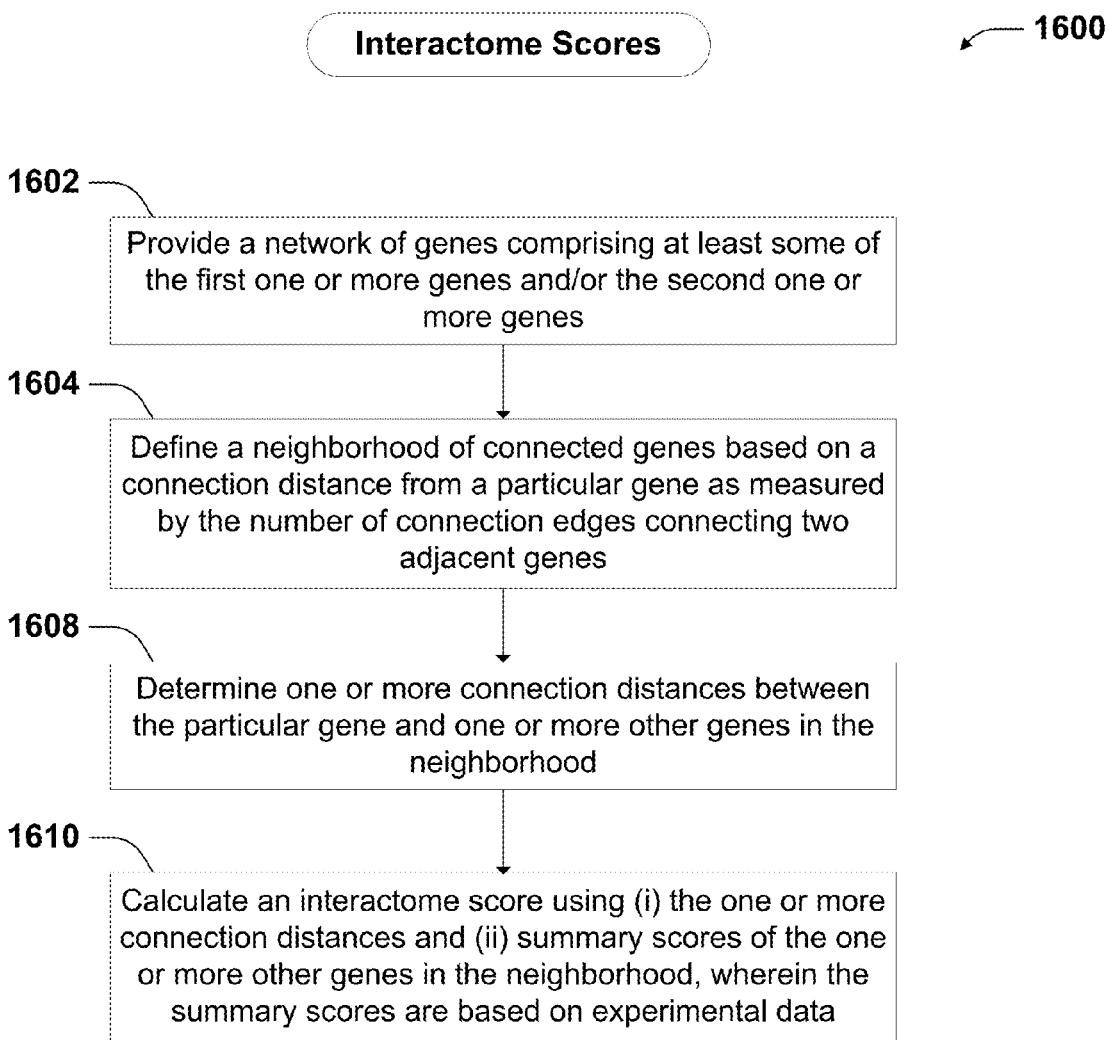 Interactome Scores
1600
1602
Provide a network of genes comprising at least some
of the first one or more genes and/or the second one or
more genes
1604
Define a neighborhood of connected genes based on a
connection distance from a particular gene as measured
by the number of connection edges connecting two
adjacent genes
1608
Determine one or more connection distances between
the particular gene and one or more other genes in the
neighborhood
1610
Calculate an interactome score using (i) the one or more
connection distances and (ii) summary scores of the one
or more other genes in the neighborhood, wherein the
summary scores are based on experimental data